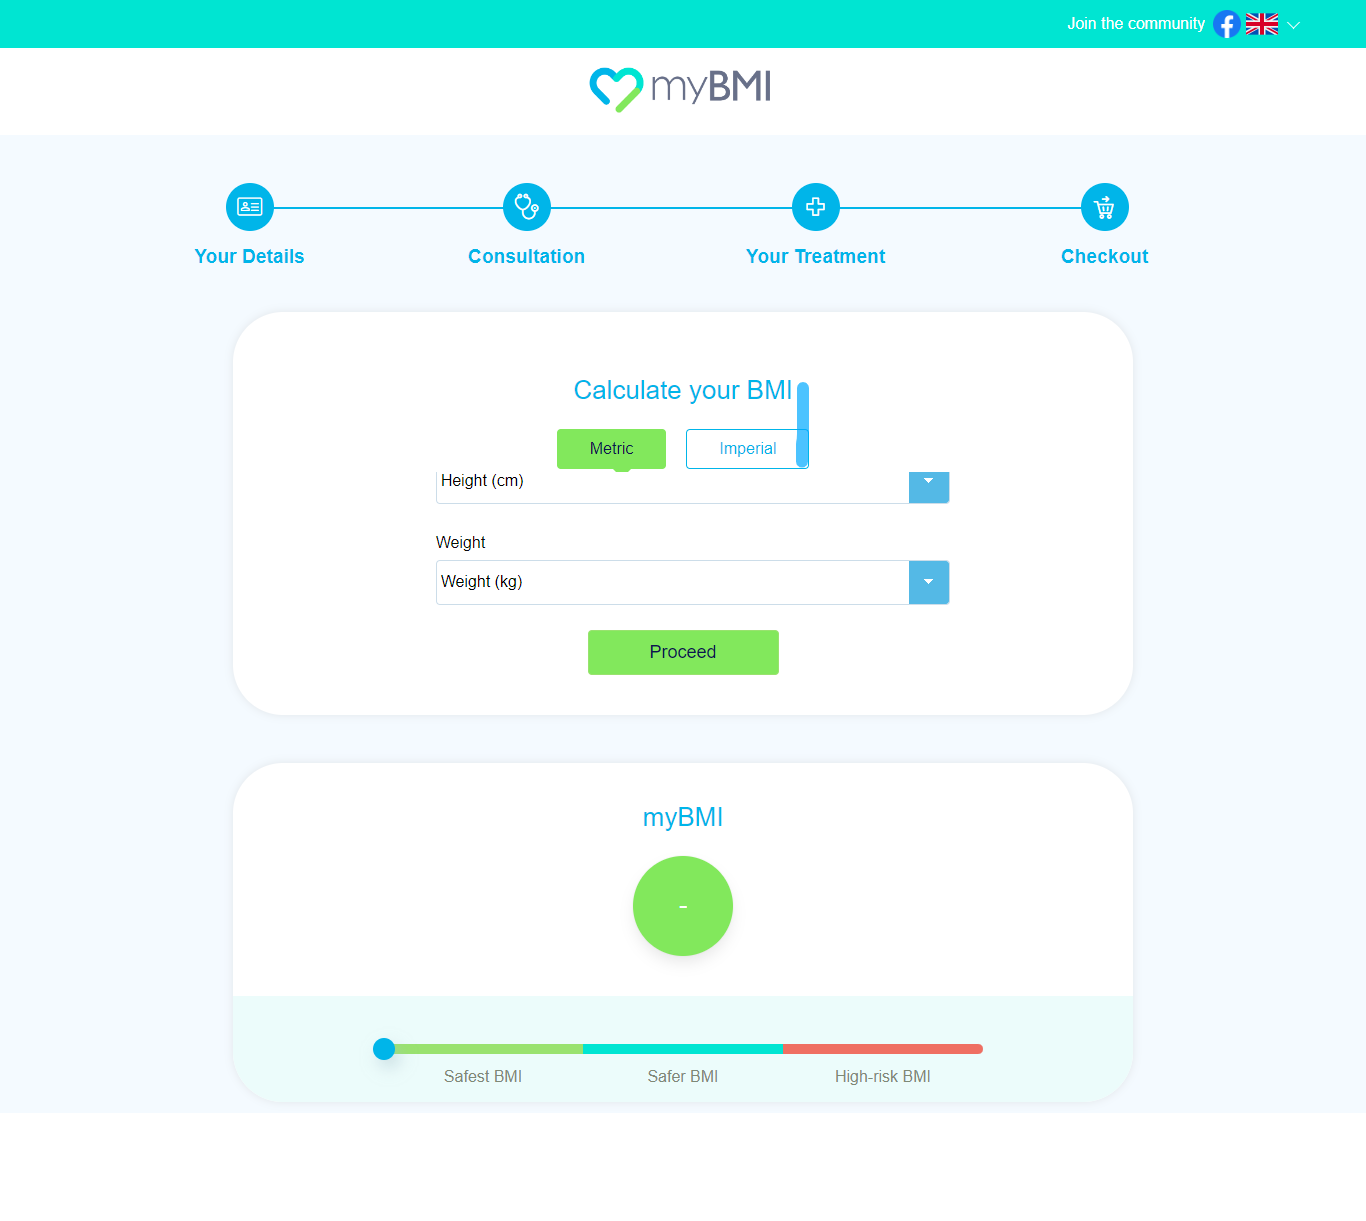 Join the community
myBMI
Your Details
Consultation
Your Treatment
Checkout
Calculate your BMI
Metric
Imperial
Height (cm)
Weight
Weight (kg)
Proceed
myBMI
-
Safest BMI
Safer BMI
High-risk BMI